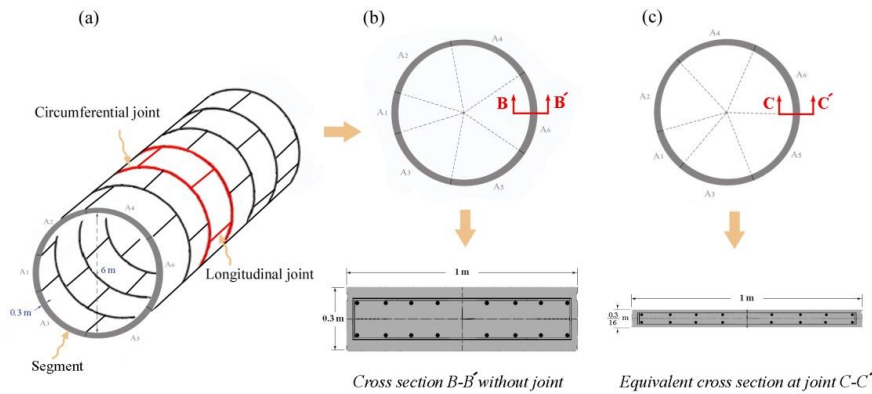 (a)
Circumferential joint
A4
A2
A1
A6
A3
A5
6 m
0.3 m
Longitudinal joint
Segment
(b)
A4
A2
A1
B B′
A6
A3
A5
1 m
0.3 m
Cross section B-B′ without joint
(c)
A4
A6
A2
C C′
A1
A5
A3
1 m
0.3
16
m
Equivalent cross section at joint C-C′